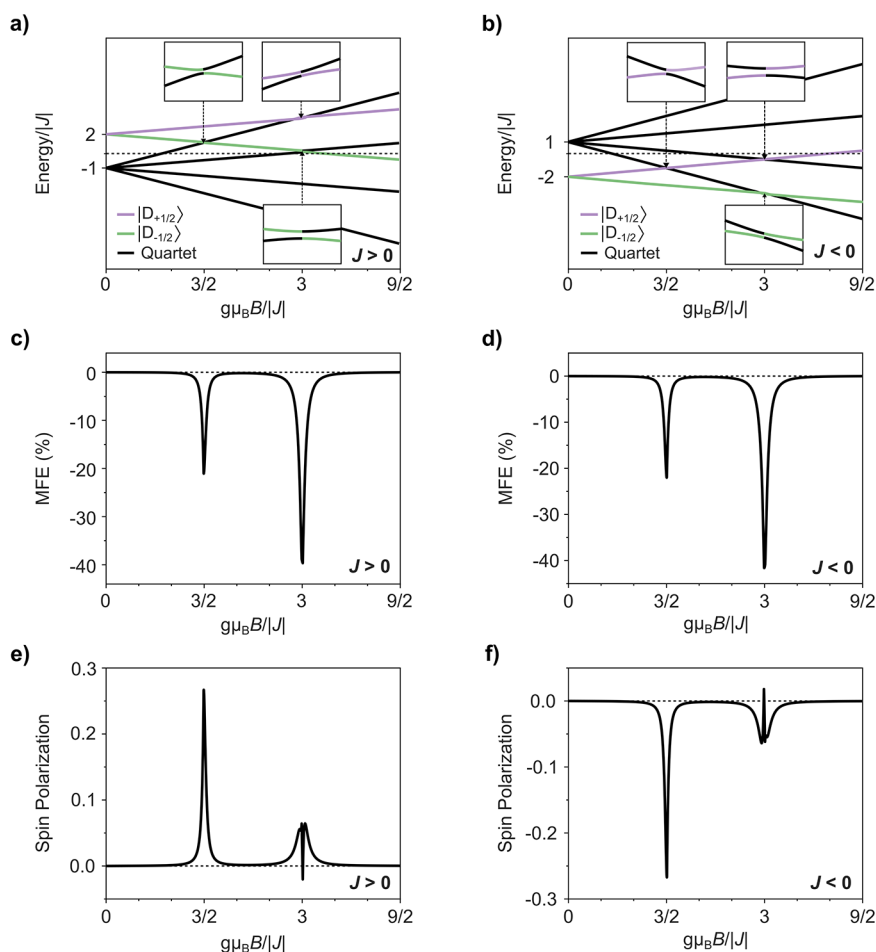 a)
Energy/|J|
2
-1
|D+1/2⟩
|D-1/2⟩
Quartet
J > 0
0
3/2
3
9/2
gμBB/|J|
b)
Energy/|J|
1
-2
|D+1/2⟩
|D-1/2⟩
Quartet
J < 0
0
3/2
3
9/2
gμBB/|J|
c)
MFE (%)
0
-10
-20
-30
-40
J > 0
0
3/2
3
9/2
gμBB/|J|
d)
MFE (%)
0
-10
-20
-30
-40
J < 0
0
3/2
3
9/2
gμBB/|J|
e)
Spin Polarization
0.3
0.2
0.1
0.0
J > 0
0
3/2
3
9/2
gμBB/|J|
f)
Spin Polarization
0.0
-0.1
-0.2
-0.3
J < 0
0
3/2
3
9/2
gμBB/|J|